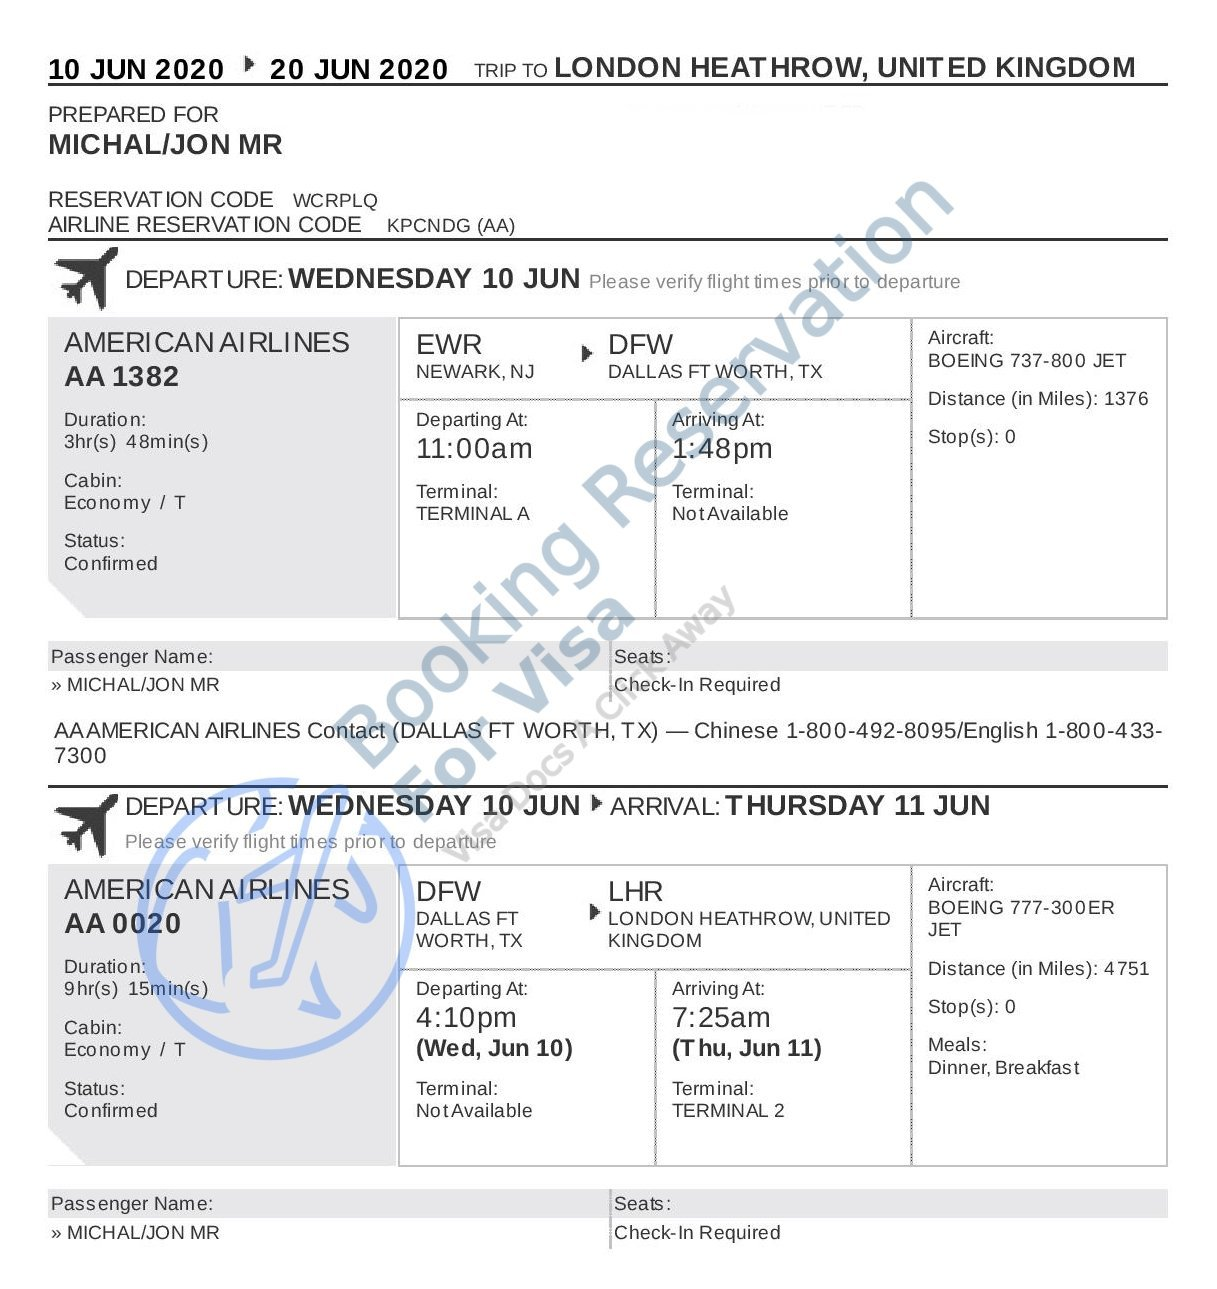 10 JUN 2020 20 JUN 2020 TRIP TO LONDON HEATHROW, UNITED KINGDOM
PREPARED FOR
MICHAL/JON MR
RESERVATION CODE WCRPLQ
AIRLINE RESERVATION CODE KPCNDG (AA)
DEPARTURE: WEDNESDAY 10 JUN Please verify flight times prior to departure
AMERICAN AIRLINES
AA 1382
Duration:
3hr(s) 48min(s)
Cabin:
Economy / T
Status:
Confirmed
EWR
NEWARK, NJ
DFW
DALLAS FT WORTH, TX
Departing At:
11:00am
Terminal:
TERMINAL A
Arriving At:
1:48pm
Terminal:
Not Available
Aircraft:
BOEING 737-800 JET
Distance (in Miles): 1376
Stop(s): 0
Passenger Name:
» MICHAL/JON MR
Seats:
Check-In Required
AA AMERICAN AIRLINES Contact (DALLAS FT WORTH, TX) — Chinese 1-800-492-8095/English 1-800-433-
7300
DEPARTURE: WEDNESDAY 10 JUN ARRIVAL: THURSDAY 11 JUN
Please verify flight times prior to departure
AMERICAN AIRLINES
AA 0020
Duration:
9hr(s) 15min(s)
Cabin:
Economy / T
Status:
Confirmed
DFW
DALLAS FT
WORTH, TX
LHR
LONDON HEATHROW, UNITED
KINGDOM
Departing At:
4:10pm
(Wed, Jun 10)
Terminal:
Not Available
Arriving At:
7:25am
(Thu, Jun 11)
Terminal:
TERMINAL 2
Aircraft:
BOEING 777-300ER
JET
Distance (in Miles): 4751
Stop(s): 0
Meals:
Dinner, Breakfast
Passenger Name:
» MICHAL/JON MR
Seats:
Check-In Required
Booking Reservation
For Visa
Visa Docs A Click Away